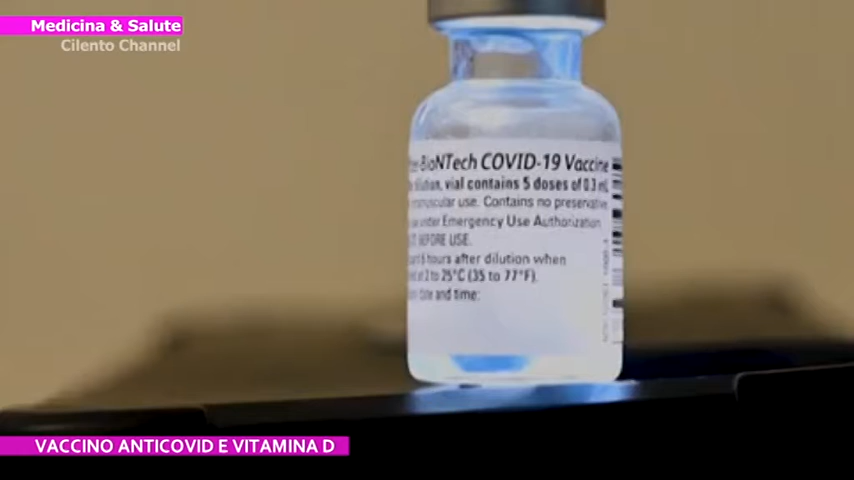 Medicina & Salute
Cilento Channel
BioNTech COVID-19 Vaccine
dilution, vial contains 5 doses of 0.3 mL
use. Contains no preservative
under Emergency Use Authorization
BEFORE USE.
hours after dilution when
2 to 25°C (35 to 77°F).
date and time:
VACCINO ANTICOVID E VITAMINA D